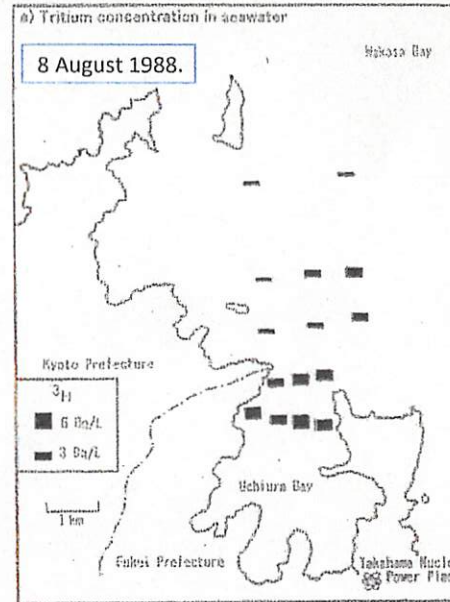 a) Tritium concentration in seawater
8 August 1988.
Wakasa Bay
Kyoto Prefecture
³H
6 Bq/L
3 Bq/L
1 km
Uchiura Bay
Fukui Prefecture
Takahama Nucle
Power Plan